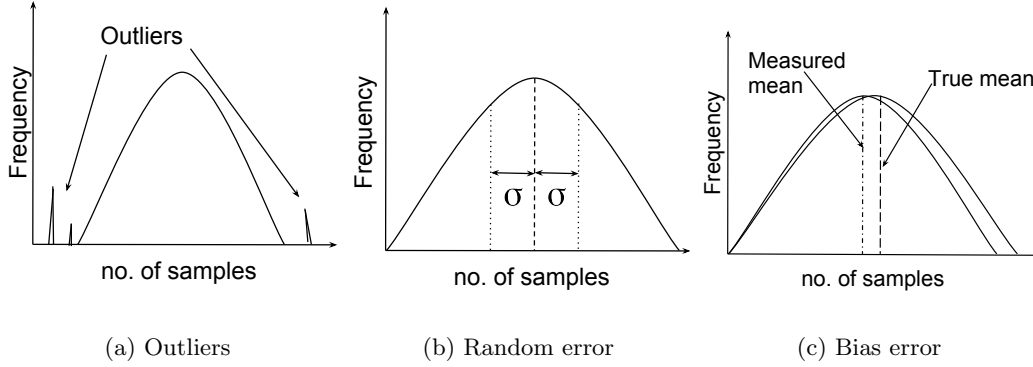 Outliers
Frequency
no. of samples
(a) Outliers
Frequency
σ σ
no. of samples
(b) Random error
Measured
mean
True mean
Frequency
no. of samples
(c) Bias error